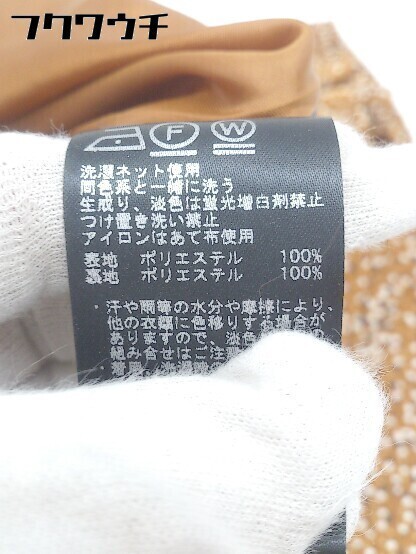 フクワウチ
F W
洗濯ネット使用
同色系と一緒に洗う
生成り、淡色は蛍光増白剤禁止
つけ置き洗い禁止
アイロンはあて布使用
表地 ポリエステル 100%
裏地 ポリエステル 100%
・汗や雨等の水分や摩擦により、
他の衣類に色移りする場合が
ありますので、淡色
組み合せはご注意
・着用、洗濯